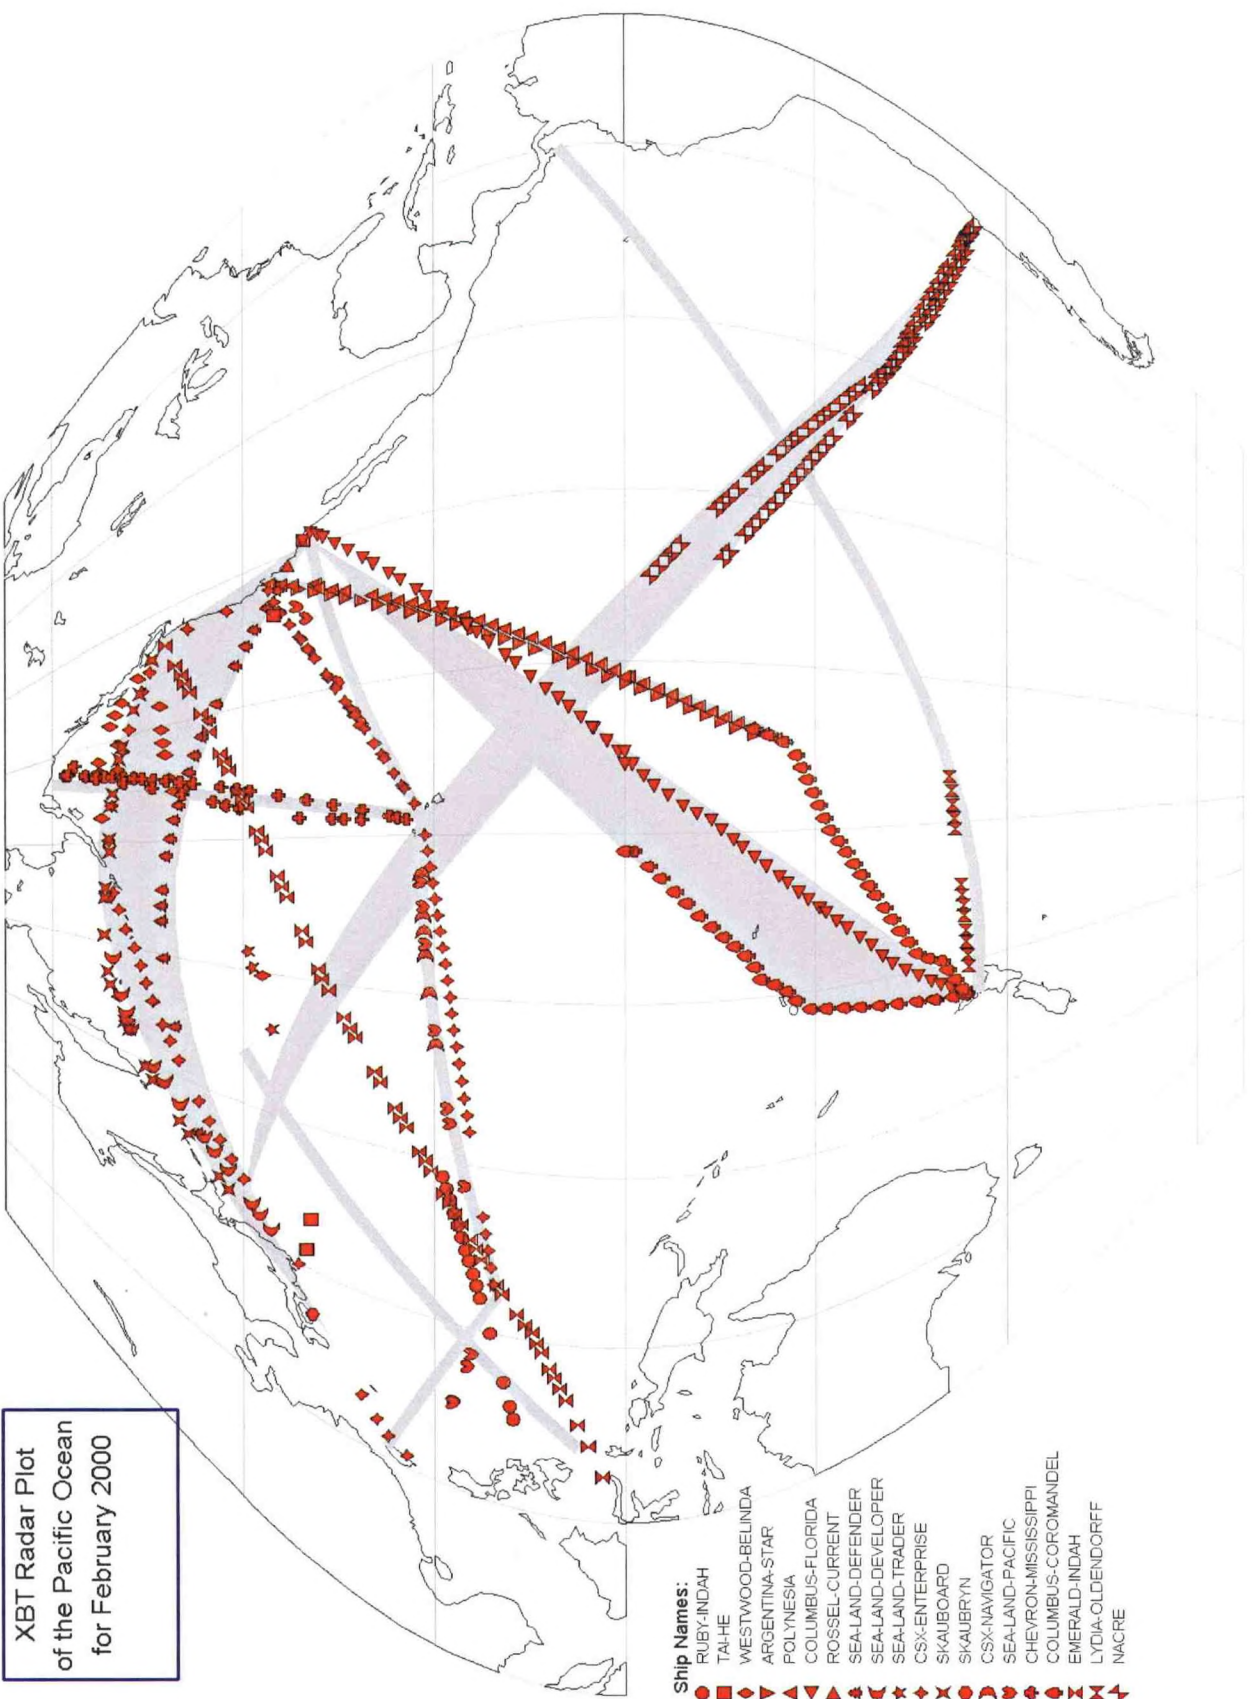 XBT Radar Plot
of the Pacific Ocean
for February 2000
Ship Names:
RUBY-INDAH
TAI-HE
WESTWOOD-BELINDA
ARGENTINA-STAR
POLYNESIA
COLUMBUS-FLORIDA
ROSSEL-CURRENT
SEA-LAND-DEFENDER
SEA-LAND-DEVELOPER
SEA-LAND-TRADER
CSX-ENTERPRISE
SKAUBOARD
SKAUBRYN
CSX-NAVIGATOR
SEA-LAND-PACIFIC
CHEVRON-MISSISSIPPI
COLUMBUS-COROMANDEL
EMERALD-INDAH
LYDIA-OLDENDORFF
NACRE